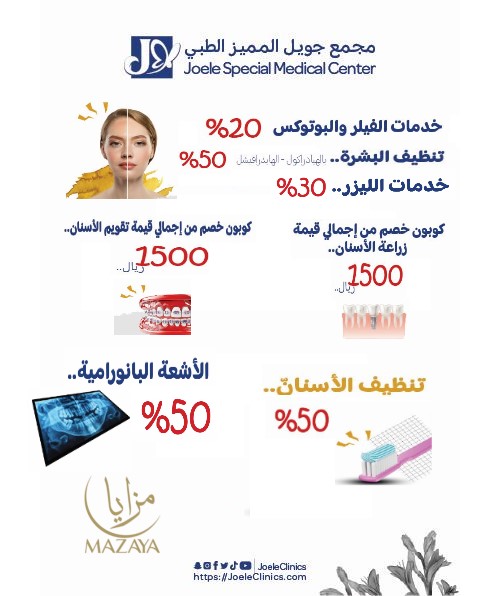 مجمع جويل المميز الطبي
Joele Special Medical Center
خدمات الفيلر والبوتوكس %20
تنظيف البشرة.. بالهايدراكول - الهايدرافيشل %50
خدمات الليزر.. %30
كوبون خصم من إجمالي قيمة
زراعة الأسنان..
1500
ريال..
كوبون خصم من إجمالي قيمة تقويم الأسنان..
1500
ريال..
تنظيف الأسنانّ..
%50
الأشعة البانورامية..
%50
مزايا
MAZAYA
JoeleClinics
https://JoeleClinics.com